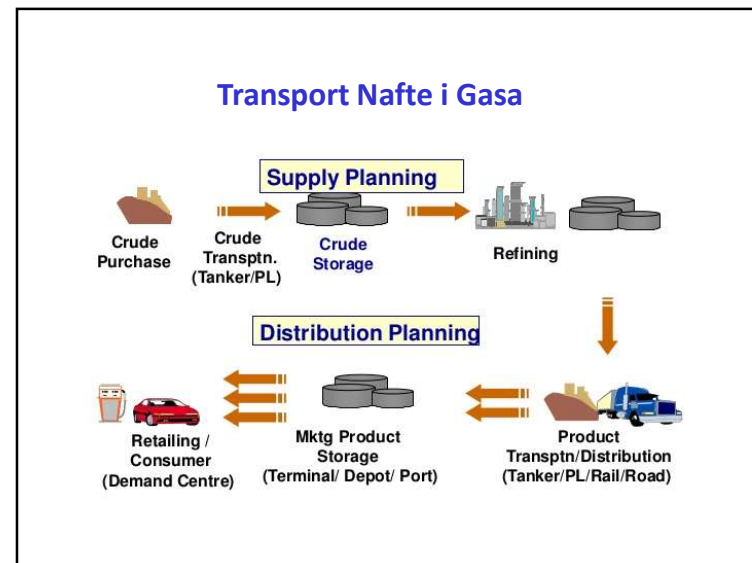 Transport Nafte i Gasa
Supply Planning
Crude
Purchase
Crude
Transptn.
(Tanker/PL)
Crude
Storage
Refining
Distribution Planning
Retailing /
Consumer
(Demand Centre)
Mktg Product
Storage
(Terminal/ Depot/ Port)
Product
Transptn/Distribution
(Tanker/PL/Rail/Road)